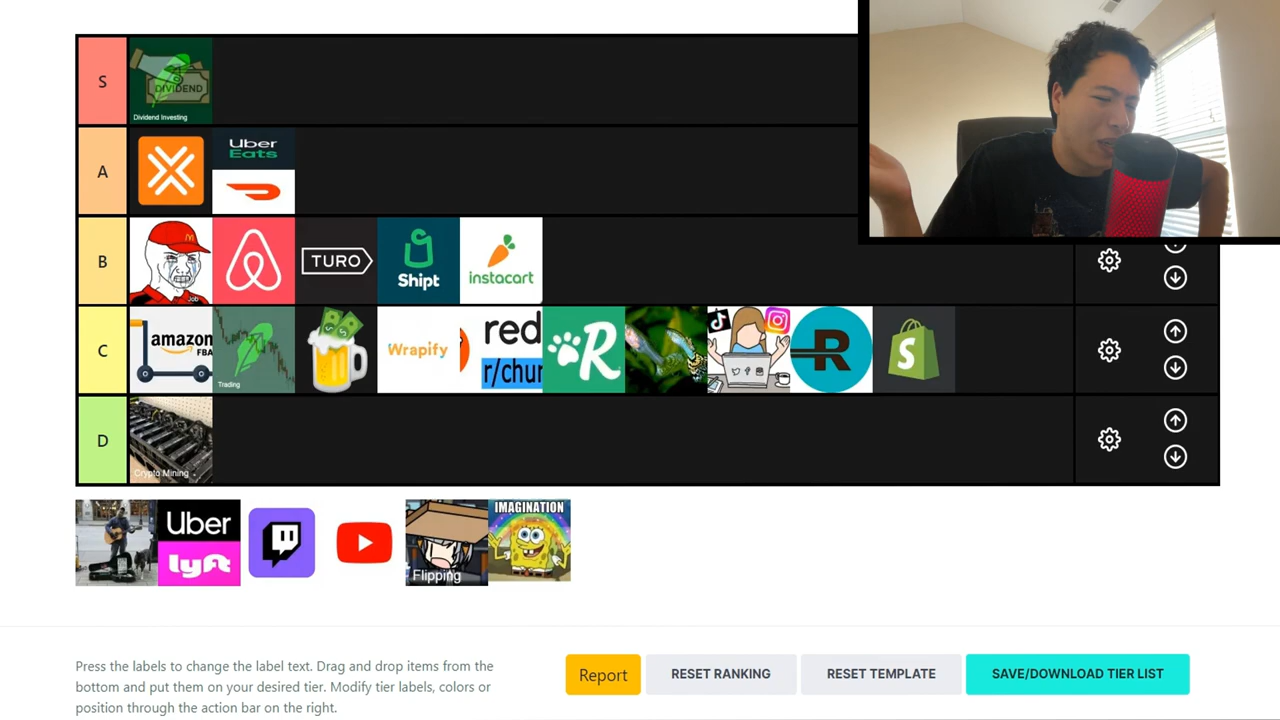 S
DIVIDEND
Dividend Investing
A
Uber
Eats
B
Job
TURO
Shipt
instacart
C
amazon
FBA
Trading
Wrapify
red
r/chur
R
R
S
D
Crypto Mining
Uber
lyft
Flipping
IMAGINATION
Press the labels to change the label text. Drag and drop items from the
bottom and put them on your desired tier. Modify tier labels, colors or
position through the action bar on the right.
Report
RESET RANKING
RESET TEMPLATE
SAVE/DOWNLOAD TIER LIST